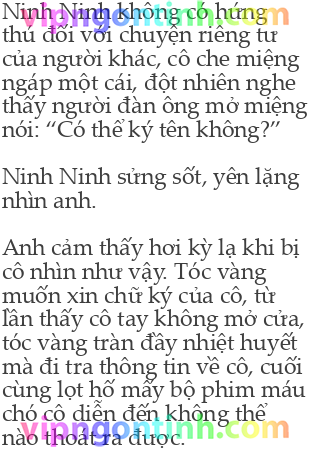 Ninh Ninh không có hứng
vipngontinh.com
thú đối với chuyện riêng tư
của người khác, cô che miệng
ngáp một cái, đột nhiên nghe
thấy người đàn ông mở miệng
nói: “Có thể ký tên không?”
vipngontinh.com
Ninh Ninh sửng sốt, yên lặng
nhìn anh.
Anh cảm thấy hơi kỳ lạ khi bị
cô nhìn như vậy. Tóc vàng
muốn xin chữ ký của cô, từ
lần thấy cô tay không mở cửa,
tóc vàng tràn đầy nhiệt huyết
mà đi tra thông tin về cô, cuối
cùng lọt hố mấy bộ phim máu
chó cô diễn đến không thể
vipngontinh.com
nào thoát ra được.